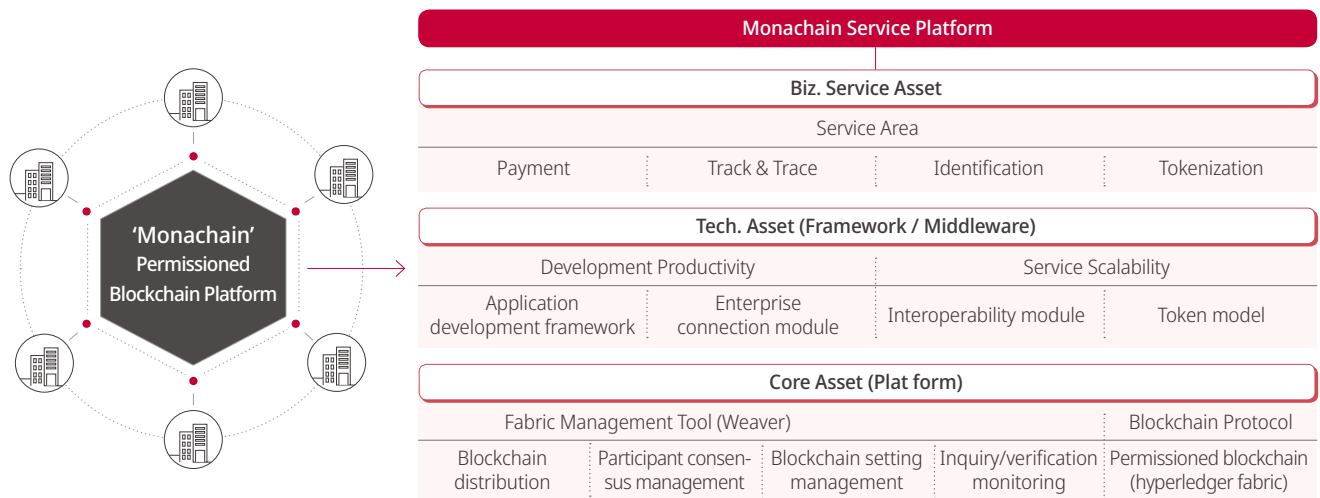 ‘Monachain’
Permissioned
Blockchain Platform
Monachain Service Platform
Biz. Service Asset
Service Area
Payment
Track & Trace
Identification
Tokenization
Tech. Asset (Framework / Middleware)
Development Productivity
Service Scalability
Application
development framework
Enterprise
connection module
Interoperability module
Token model
Core Asset (Plat form)
Fabric Management Tool (Weaver)
Blockchain Protocol
Blockchain
distribution
Participant consen-
sus management
Blockchain setting
management
Inquiry/verification
monitoring
Permissioned blockchain
(hyperledger fabric)